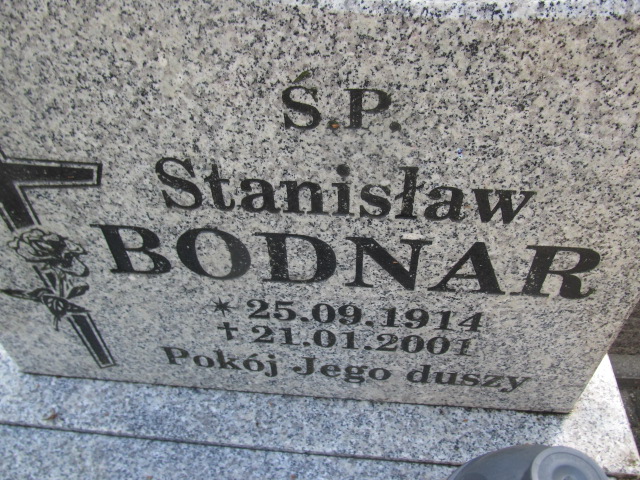 Ś.P.
Stanisław
BODNAR
* 25.09.1914
† 21.01.2001
Pokój Jego duszy